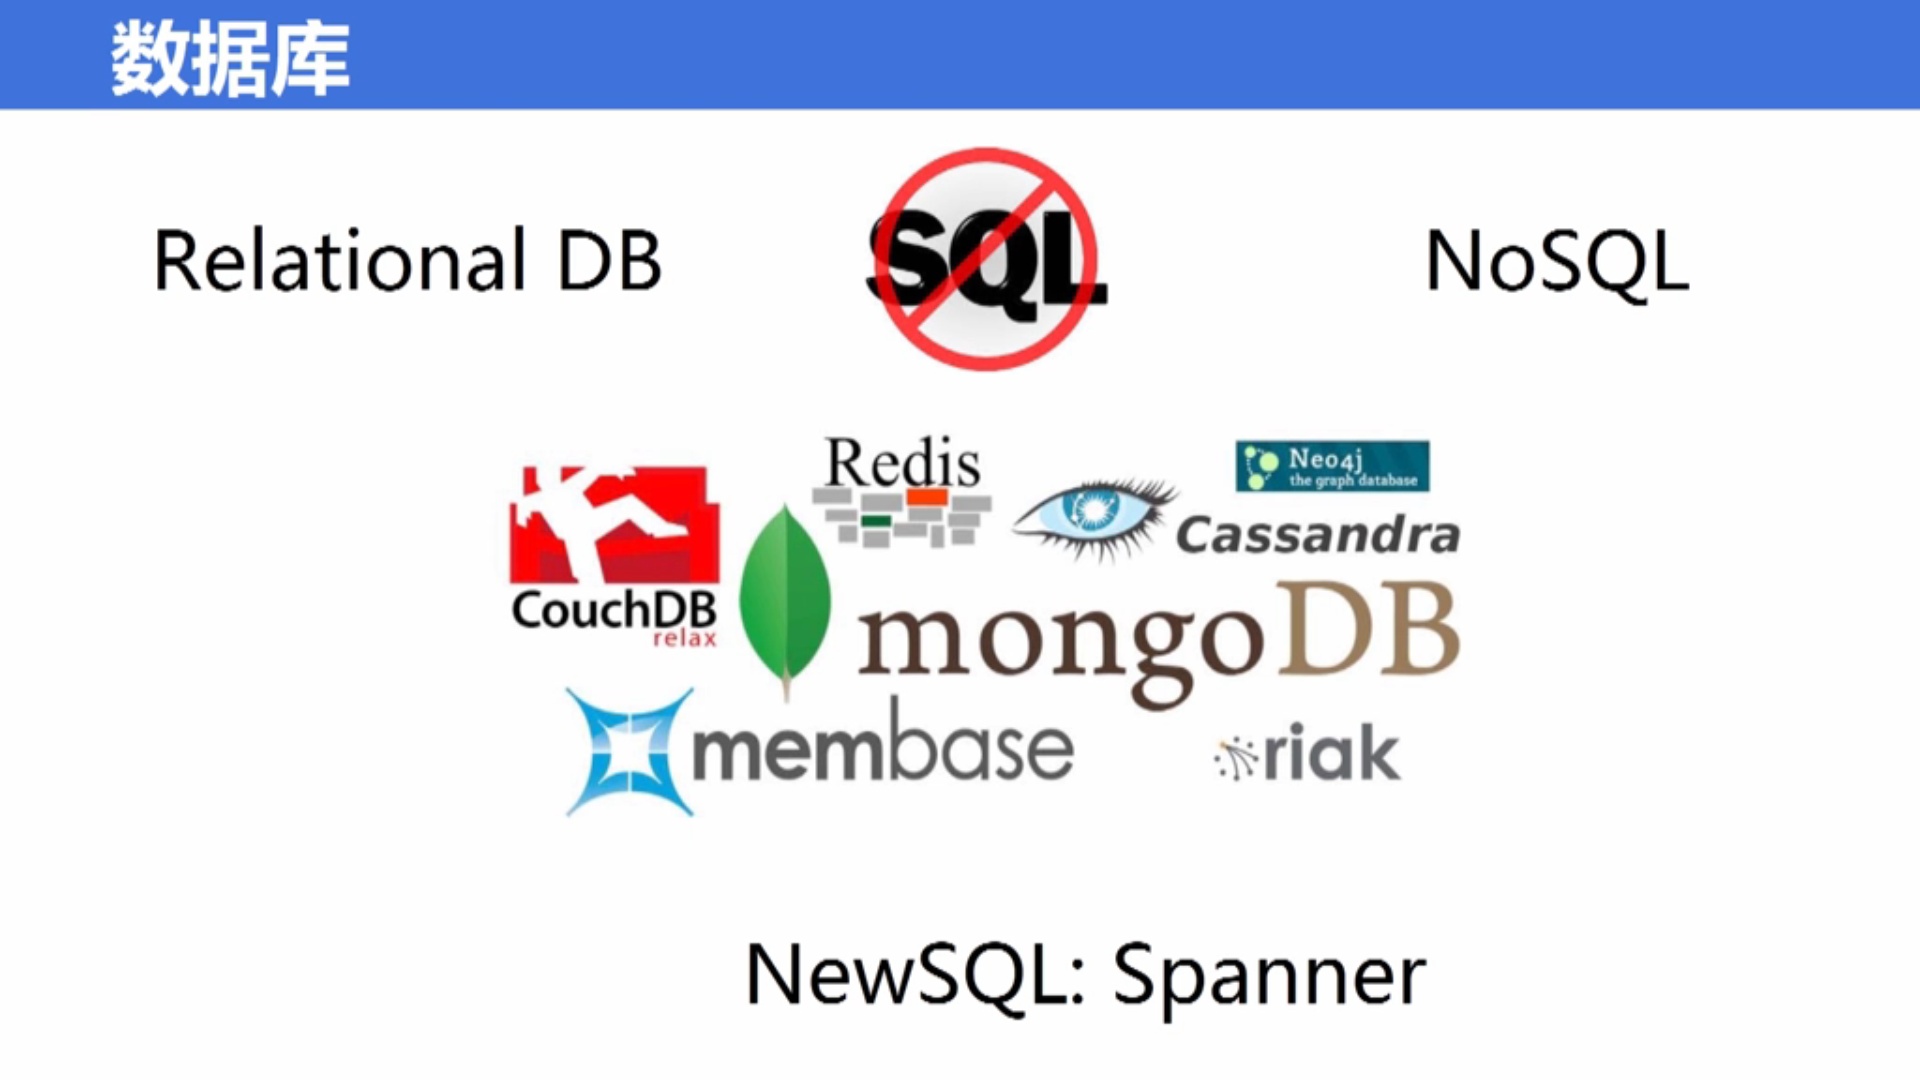 数据库
Relational DB
SQL
NoSQL
Redis
Neo4j
the graph database
Cassandra
CouchDB
relax
mongoDB
membase
riak
NewSQL: Spanner